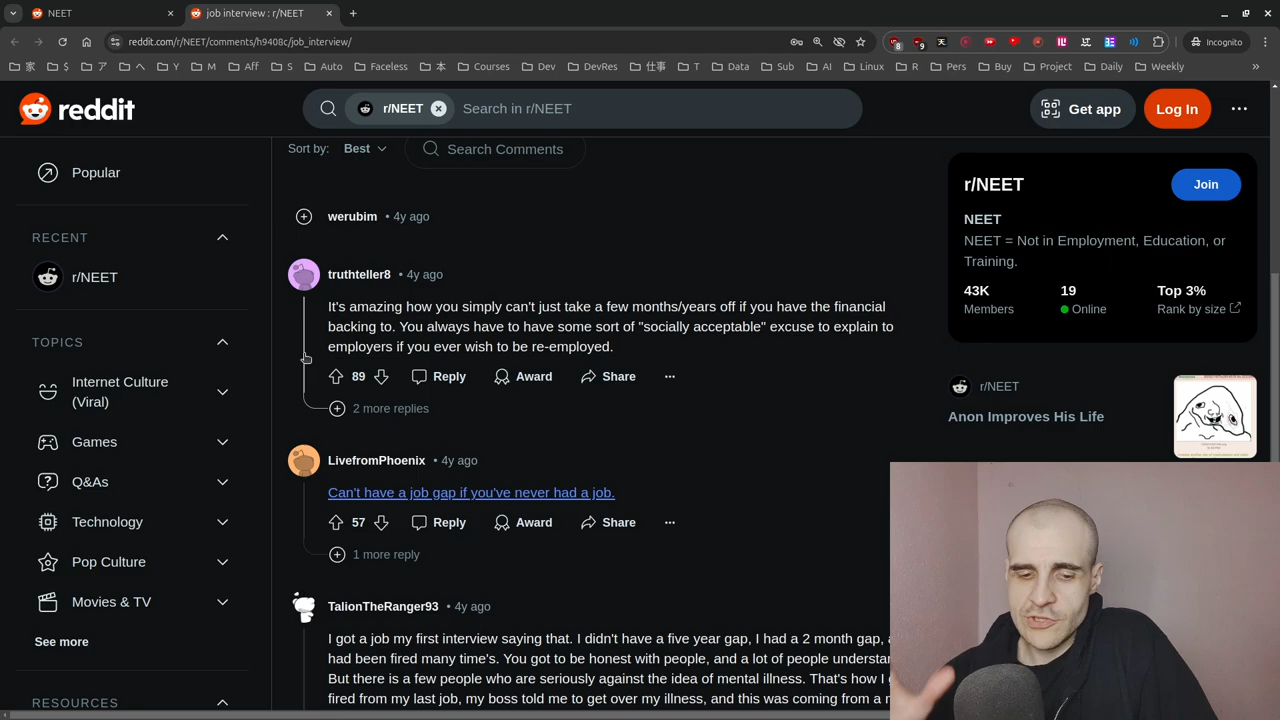 NEET
job interview : r/NEET
reddit.com/r/NEET/comments/h9408c/job_interview/
8
9
Incognito
家
$
ア
へ
Y
M
Aff
S
Auto
Faceless
本
Courses
Dev
DevRes
仕事
T
Data
Sub
AI
Linux
R
Pers
Buy
Project
Daily
Weekly
reddit
r/NEET
Search in r/NEET
Get app
Log In
Popular
RECENT
r/NEET
TOPICS
Internet Culture
(Viral)
Games
Q&As
Technology
Pop Culture
Movies & TV
See more
RESOURCES
Sort by: Best
Search Comments
werubim • 4y ago
truthteller8 • 4y ago
It's amazing how you simply can't just take a few months/years off if you have the financial
backing to. You always have to have some sort of "socially acceptable" excuse to explain to
employers if you ever wish to be re-employed.
89 Reply Award Share
2 more replies
LivefromPhoenix • 4y ago
Can't have a job gap if you've never had a job.
57 Reply Award Share
1 more reply
TalionTheRanger93 • 4y ago
I got a job my first interview saying that. I didn't have a five year gap, I had a 2 month gap,
had been fired many time's. You got to be honest with people, and a lot of people
But there is a few people who are seriously against the idea of mental illness. That's how I
fired from my last job, my boss told me to get over my illness, and this was coming from a
r/NEET
Join
NEET
NEET = Not in Employment, Education, or
Training.
43K 19 Top 3%
Members Online Rank by size
r/NEET
Anon Improves His Life